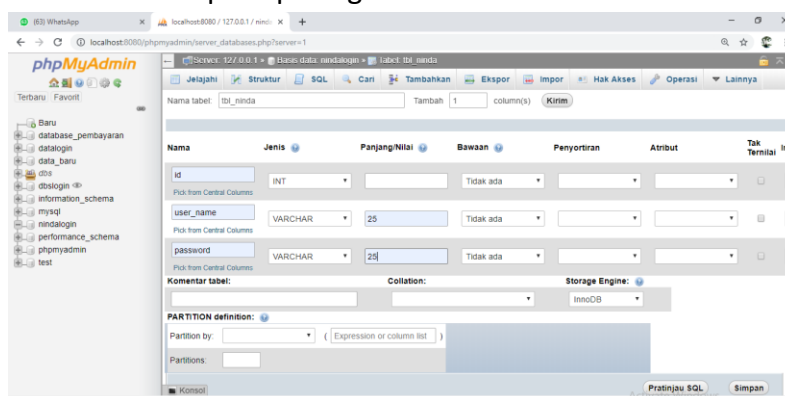 (63) WhatsApp
localhost:8080 / 127.0.0.1 / ninda
localhost:8080/phpmyadmin/server_databases.php?server=1
phpMyAdmin
Terbaru Favorit
Baru
database_pembayaran
datalogin
data_baru
dbs
dbslogin
information_schema
mysql
nindalogin
performance_schema
phpmyadmin
test
Server: 127.0.0.1 » Basis data: nindalogin » Tabel: tbl_ninda
Jelajahi Struktur SQL Cari Tambahkan Ekspor Impor Hak Akses Operasi Lainnya
Nama tabel: tbl_ninda Tambah 1 column(s) Kirim
Nama Jenis Panjang/Nilai Bawaan Penyortiran Atribut Tak Ternilai
id INT Tidak ada
Pick from Central Columns
user_name VARCHAR 25 Tidak ada
Pick from Central Columns
password VARCHAR 25 Tidak ada
Pick from Central Columns
Komentar tabel: Collation: Storage Engine:
InnoDB
PARTITION definition:
Partition by: ( Expression or column list )
Partitions:
Konsol
Pratinjau SQL Simpan